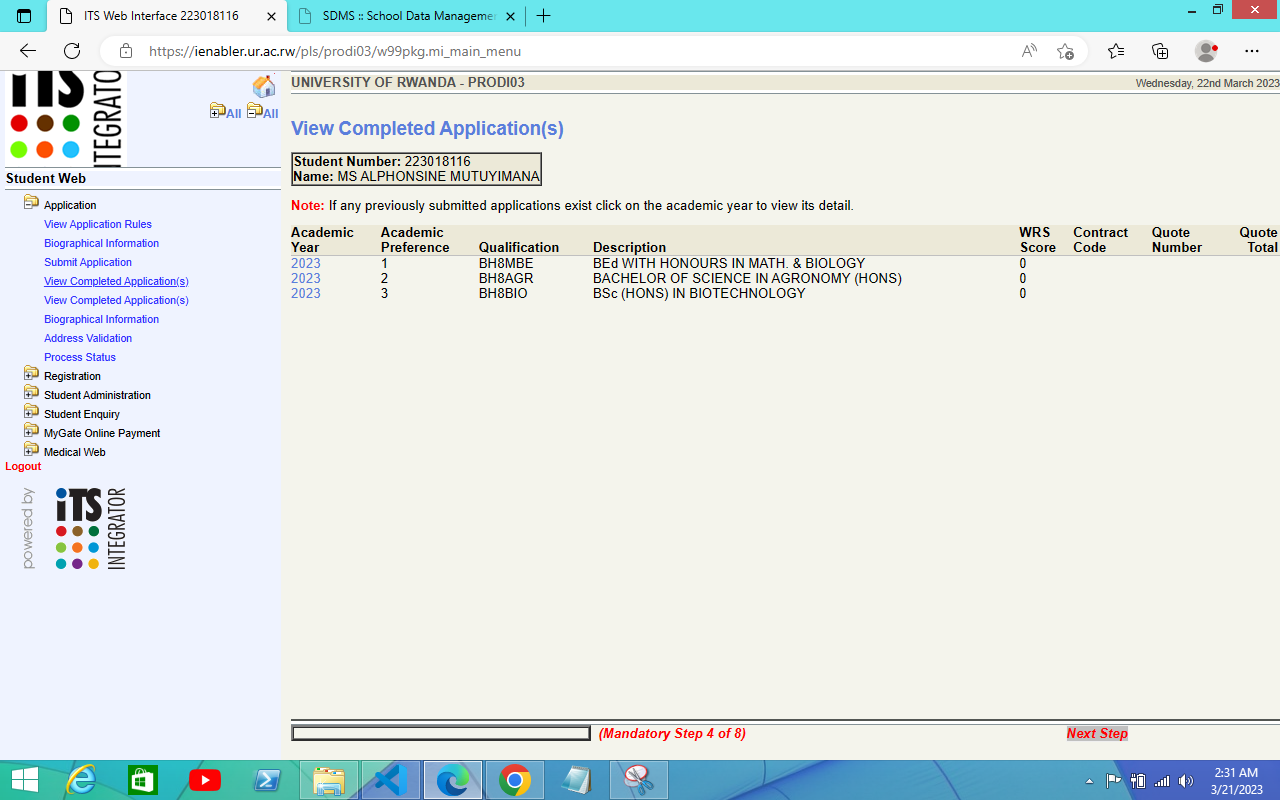 ITS Web Interface 223018116
SDMS :: School Data Managemen
https://ienabler.ur.ac.rw/pls/prodi03/w99pkg.mi_main_menu
iTS
INTEGRATOR
All All
Student Web
Application
View Application Rules
Biographical Information
Submit Application
View Completed Application(s)
View Completed Application(s)
Biographical Information
Address Validation
Process Status
Registration
Student Administration
Student Enquiry
MyGate Online Payment
Medical Web
Logout
powered by
iTS
INTEGRATOR
UNIVERSITY OF RWANDA - PRODI03 Wednesday, 22nd March 2023
View Completed Application(s)
Student Number: 223018116
Name: MS ALPHONSINE MUTUYIMANA
Note: If any previously submitted applications exist click on the academic year to view its detail.
Academic Academic WRS Contract Quote Quote
Year Preference Qualification Description Score Code Number Total
2023 1 BH8MBE BEd WITH HONOURS IN MATH. & BIOLOGY 0
2023 2 BH8AGR BACHELOR OF SCIENCE IN AGRONOMY (HONS) 0
2023 3 BH8BIO BSc (HONS) IN BIOTECHNOLOGY 0
(Mandatory Step 4 of 8) Next Step
2:31 AM
3/21/2023